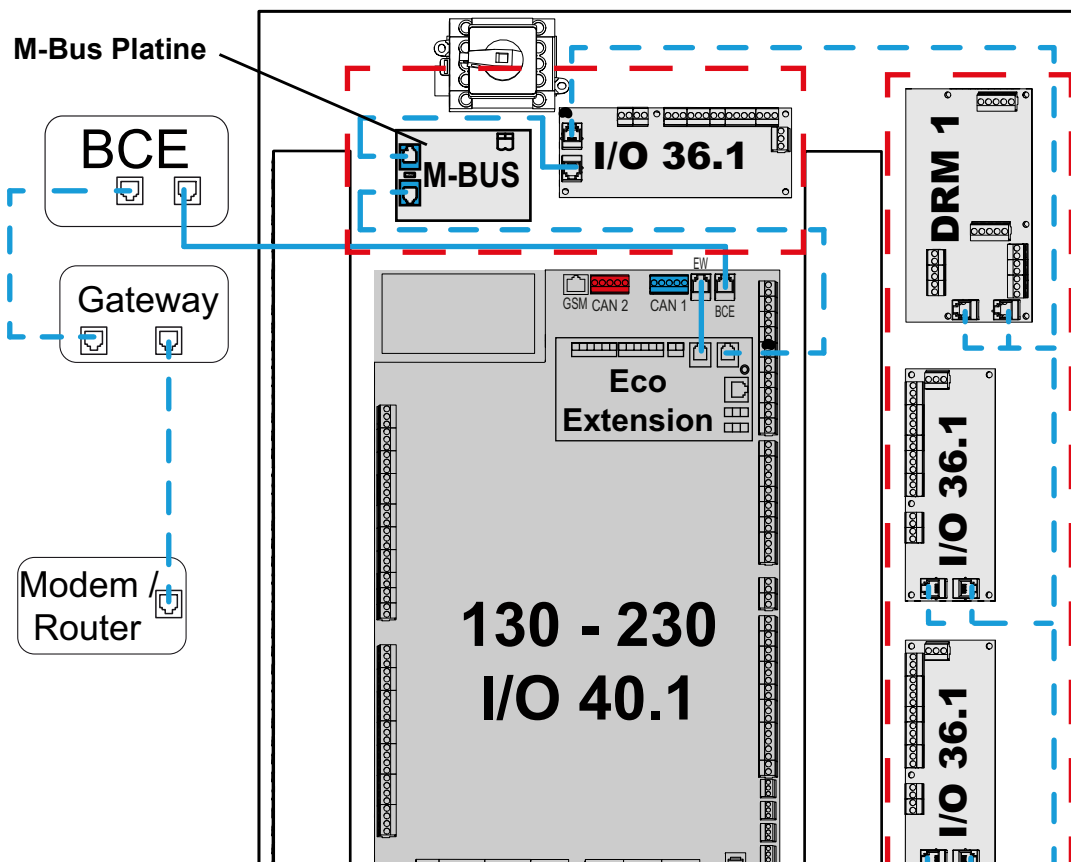 M-Bus Platine
BCE
M-BUS
I/O 36.1
DRM 1
Gateway
EW
GSM
CAN 2
CAN 1
BCE
Eco
Extension
I/O 36.1
Modem /
Router
130 - 230
I/O 40.1
I/O 36.1